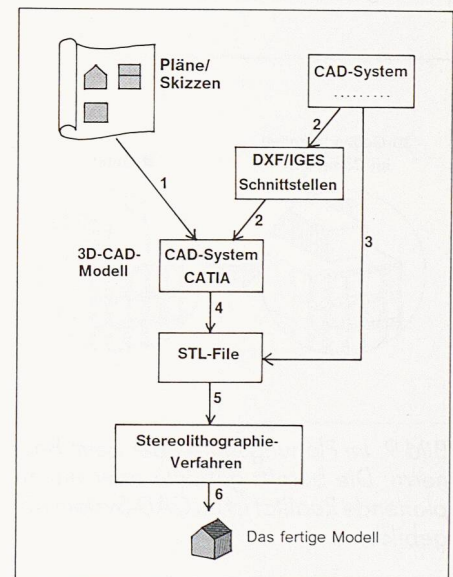 Pläne/
Skizzen
CAD-System
.........
2
DXF/IGES
Schnittstellen
1
2
3
3D-CAD-
Modell
CAD-System
CATIA
4
STL-File
5
Stereolithographie-
Verfahren
6
Das fertige Modell